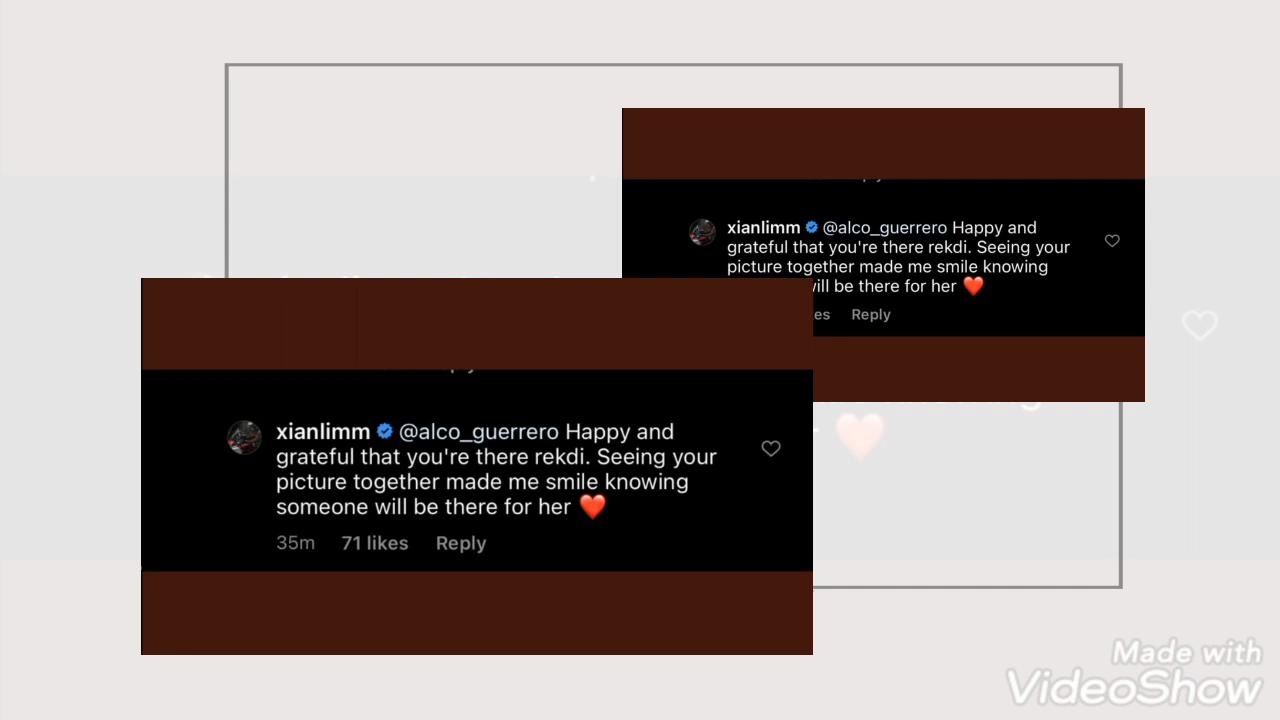 xianlimm @alco_guerrero Happy and
grateful that you're there rekdi. Seeing your
picture together made me smile knowing
will be there for her ❤️
Reply
xianlimm @alco_guerrero Happy and
grateful that you're there rekdi. Seeing your
picture together made me smile knowing
someone will be there for her ❤️
35m 71 likes Reply
Made with
VideoShow